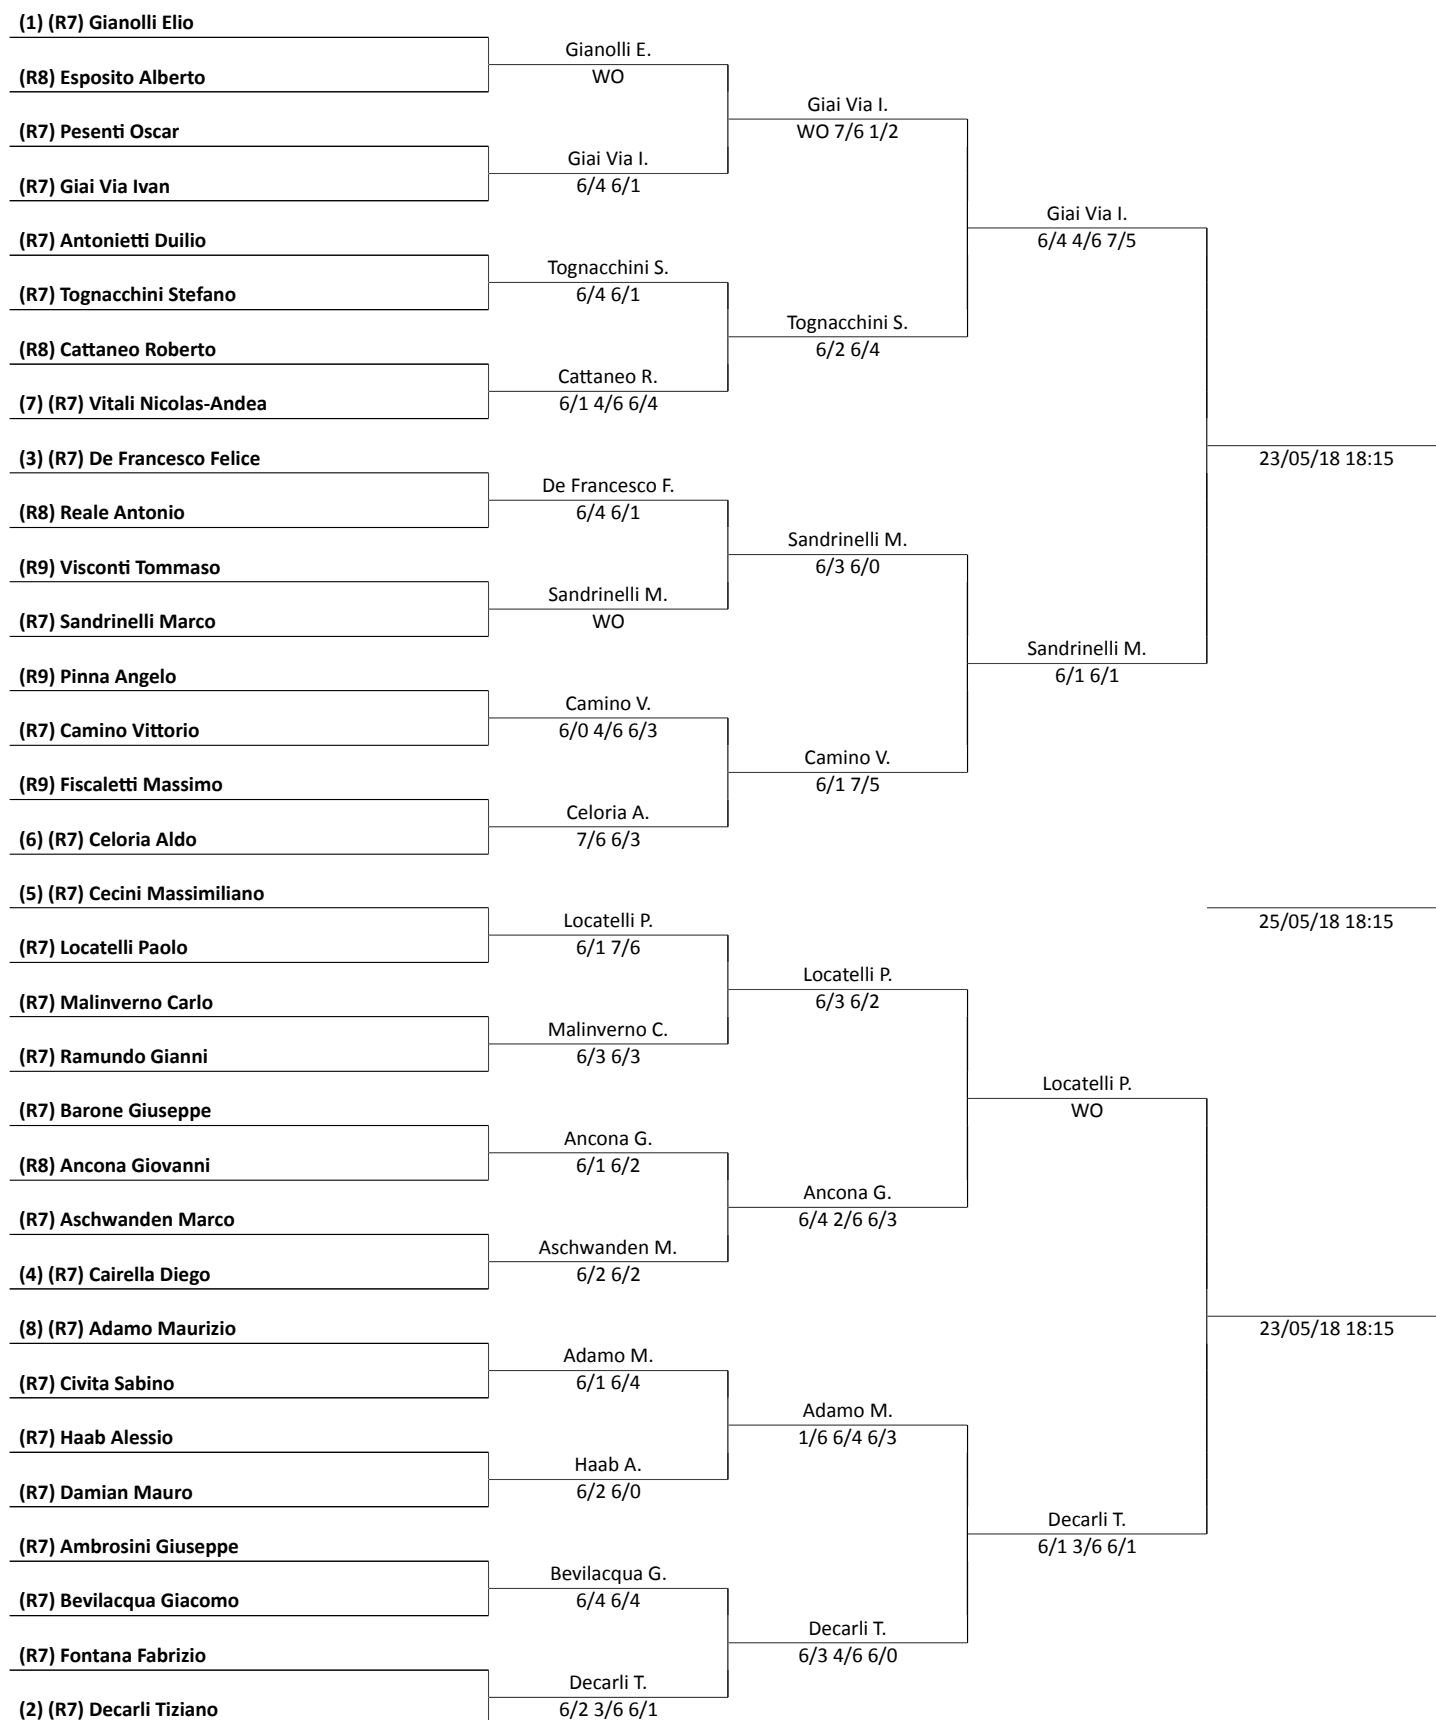 (1) (R7) Gianolli Elio
Gianolli E.
(R8) Esposito Alberto
WO
Giai Via I.
(R7) Pesenti Oscar
WO 7/6 1/2
Giai Via I.
(R7) Giai Via Ivan
6/4 6/1
Giai Via I.
(R7) Antonietti Duilio
6/4 4/6 7/5
Tognacchini S.
(R7) Tognacchini Stefano
6/4 6/1
Tognacchini S.
(R8) Cattaneo Roberto
6/2 6/4
Cattaneo R.
(7) (R7) Vitali Nicolas-Andea
6/1 4/6 6/4
(3) (R7) De Francesco Felice
23/05/18 18:15
De Francesco F.
(R8) Reale Antonio
6/4 6/1
Sandrinelli M.
(R9) Visconti Tommaso
6/3 6/0
Sandrinelli M.
(R7) Sandrinelli Marco
WO
Sandrinelli M.
(R9) Pinna Angelo
6/1 6/1
Camino V.
(R7) Camino Vittorio
6/0 4/6 6/3
Camino V.
(R9) Fiscaletti Massimo
6/1 7/5
Celoria A.
(6) (R7) Celoria Aldo
7/6 6/3
(5) (R7) Cecini Massimiliano
Locatelli P.
25/05/18 18:15
(R7) Locatelli Paolo
6/1 7/6
Locatelli P.
(R7) Malinverno Carlo
6/3 6/2
Malinverno C.
(R7) Ramundo Gianni
6/3 6/3
Locatelli P.
(R7) Barone Giuseppe
WO
Ancona G.
(R8) Ancona Giovanni
6/1 6/2
Ancona G.
(R7) Aschwanden Marco
6/4 2/6 6/3
Aschwanden M.
(4) (R7) Cairella Diego
6/2 6/2
(8) (R7) Adamo Maurizio
23/05/18 18:15
Adamo M.
(R7) Civita Sabino
6/1 6/4
Adamo M.
(R7) Haab Alessio
1/6 6/4 6/3
Haab A.
(R7) Damian Mauro
6/2 6/0
Decarli T.
(R7) Ambrosini Giuseppe
6/1 3/6 6/1
Bevilacqua G.
(R7) Bevilacqua Giacomo
6/4 6/4
Decarli T.
(R7) Fontana Fabrizio
6/3 4/6 6/0
Decarli T.
(2) (R7) Decarli Tiziano
6/2 3/6 6/1